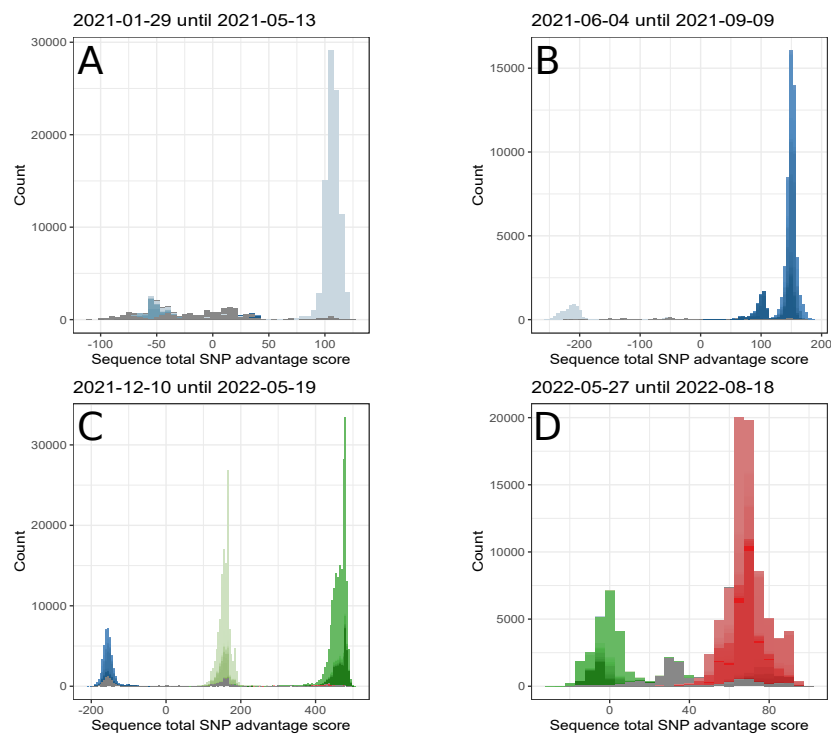 2021-01-29 until 2021-05-13
A
Count
30000
20000
10000
0
-100 -50 0 50 100
Sequence total SNP advantage score
2021-06-04 until 2021-09-09
B
Count
15000
10000
5000
0
-200 -100 0 100 200
Sequence total SNP advantage score
2021-12-10 until 2022-05-19
C
Count
30000
20000
10000
0
-200 0 200 400
Sequence total SNP advantage score
2022-05-27 until 2022-08-18
D
Count
20000
15000
10000
5000
0
0 40 80
Sequence total SNP advantage score